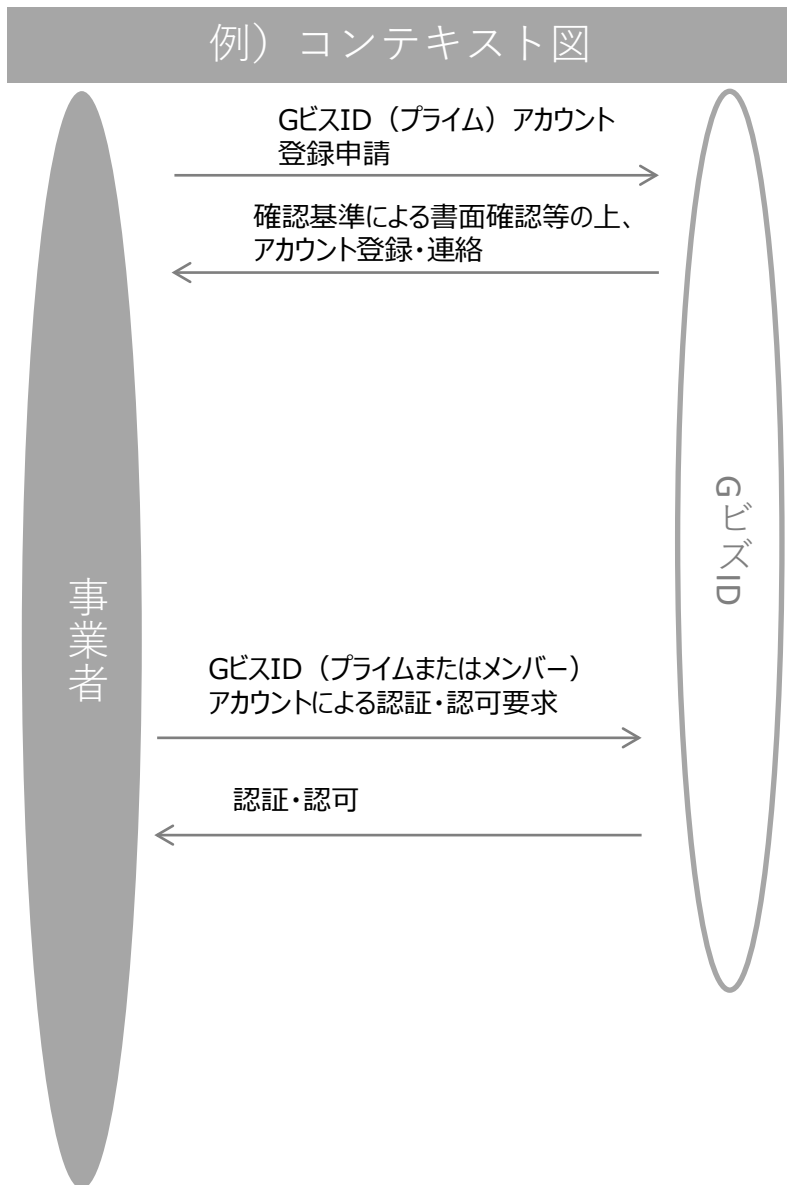 例）コンテキスト図
GビスID（プライム）アカウント
登録申請
確認基準による書面確認等の上、
アカウント登録・連絡
GビズID
事業者
GビスID（プライムまたはメンバー）
アカウントによる認証・認可要求
認証・認可